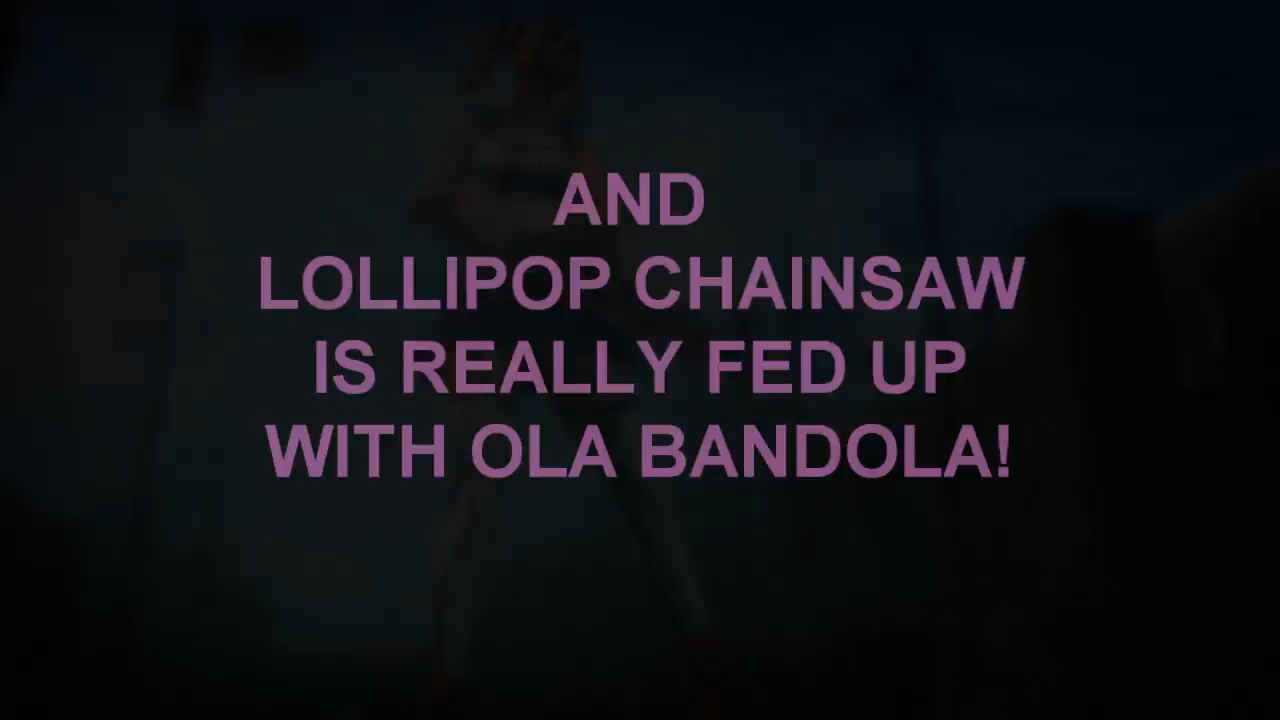 AND
LOLLIPOP CHAINSAW
IS REALLY FED UP
WITH OLA BANDOLA!